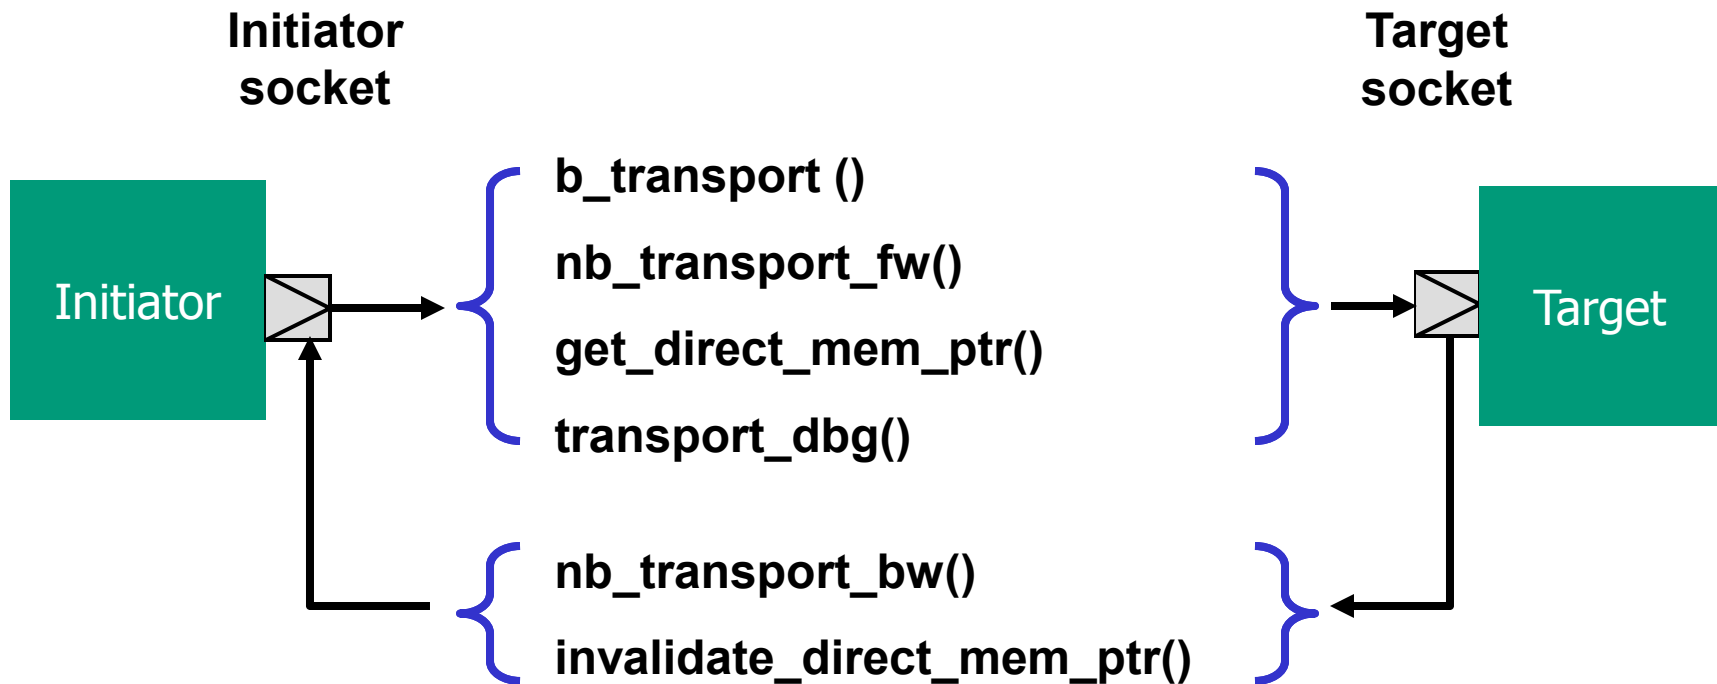 Initiator
socket
Target
socket
b_transport ()
nb_transport_fw()
get_direct_mem_ptr()
transport_dbg()
Initiator
Target
nb_transport_bw()
invalidate_direct_mem_ptr()